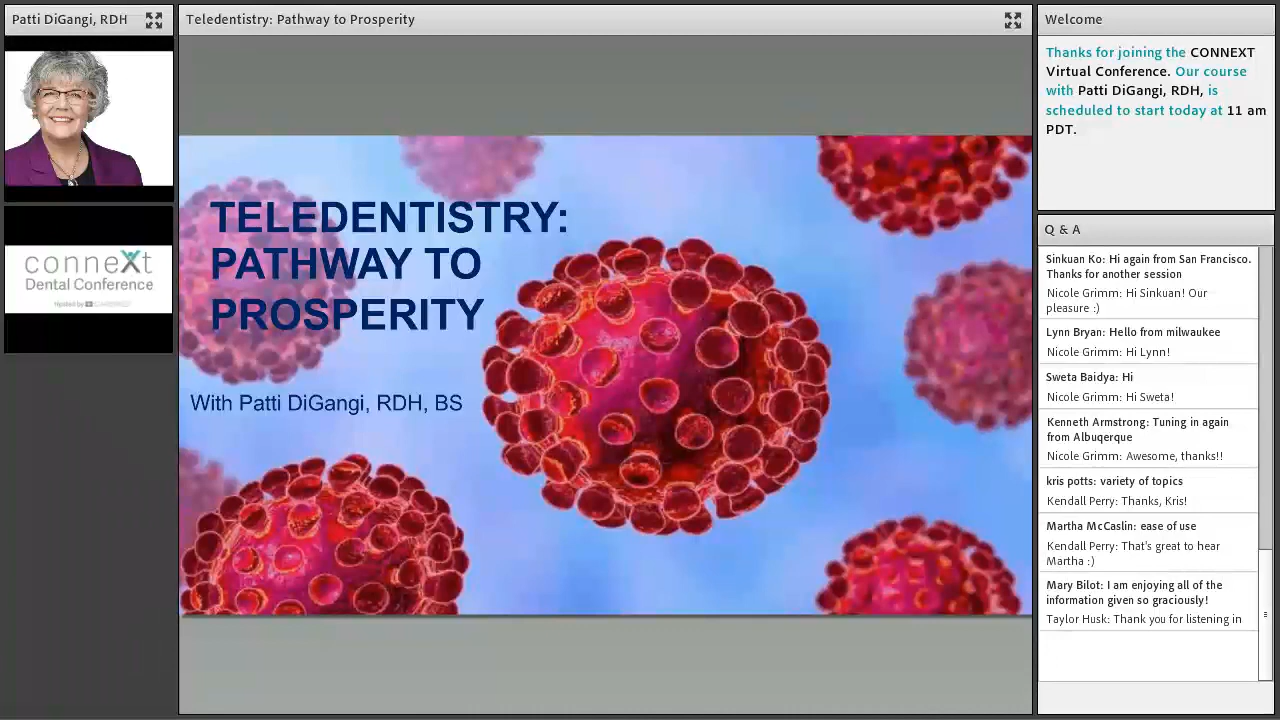 Patti DiGangi, RDH
Teledentistry: Pathway to Prosperity
TELEDENTISTRY:
PATHWAY TO
PROSPERITY
With Patti DiGangi, RDH, BS
conneXt
Dental Conference
Hosted by
Welcome
Thanks for joining the CONNEXT
Virtual Conference. Our course
with Patti DiGangi, RDH, is
scheduled to start today at 11 am
PDT.
Q & A
Sinkuan Ko: Hi again from San Francisco.
Thanks for another session
Nicole Grimm: Hi Sinkuan! Our
pleasure :)
Lynn Bryan: Hello from milwaukee
Nicole Grimm: Hi Lynn!
Sweta Baidya: Hi
Nicole Grimm: Hi Sweta!
Kenneth Armstrong: Tuning in again
from Albuqerque
Nicole Grimm: Awesome, thanks!!
kris potts: variety of topics
Kendall Perry: Thanks, Kris!
Martha McCaslin: ease of use
Kendall Perry: That's great to hear
Martha :)
Mary Bilot: I am enjoying all of the
information given so graciously!
Taylor Husk: Thank you for listening in